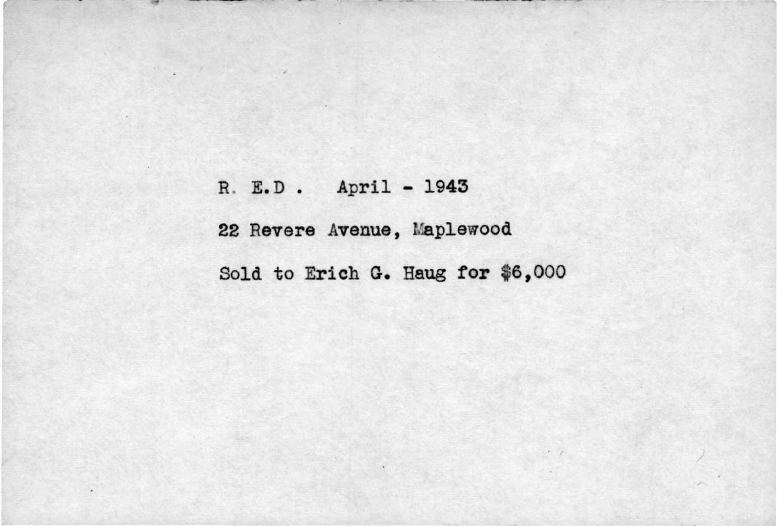 R. E.D .   April - 1943
22 Revere Avenue, Maplewood
Sold to Erich G. Haug for $6,000